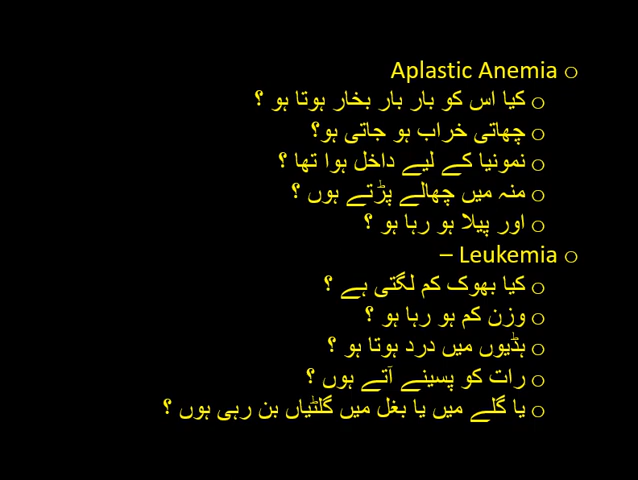 ○ Aplastic Anemia
○ کیا اس کو بار بار بخار ہوتا ہو ؟
○ چھاتی خراب ہو جاتی ہو؟
○ نمونیا کے لیے داخل ہوا تھا ؟
○ منہ میں چھالے پڑتے ہوں ؟
○ اور پیلا ہو رہا ہو ؟
○ Leukemia –
○ کیا بھوک کم لگتی ہے ؟
○ وزن کم ہو رہا ہو ؟
○ ہڈیوں میں درد ہوتا ہو ؟
○ رات کو پسینے آتے ہوں ؟
○ یا گلے میں یا بغل میں گلٹیاں بن رہی ہوں ؟